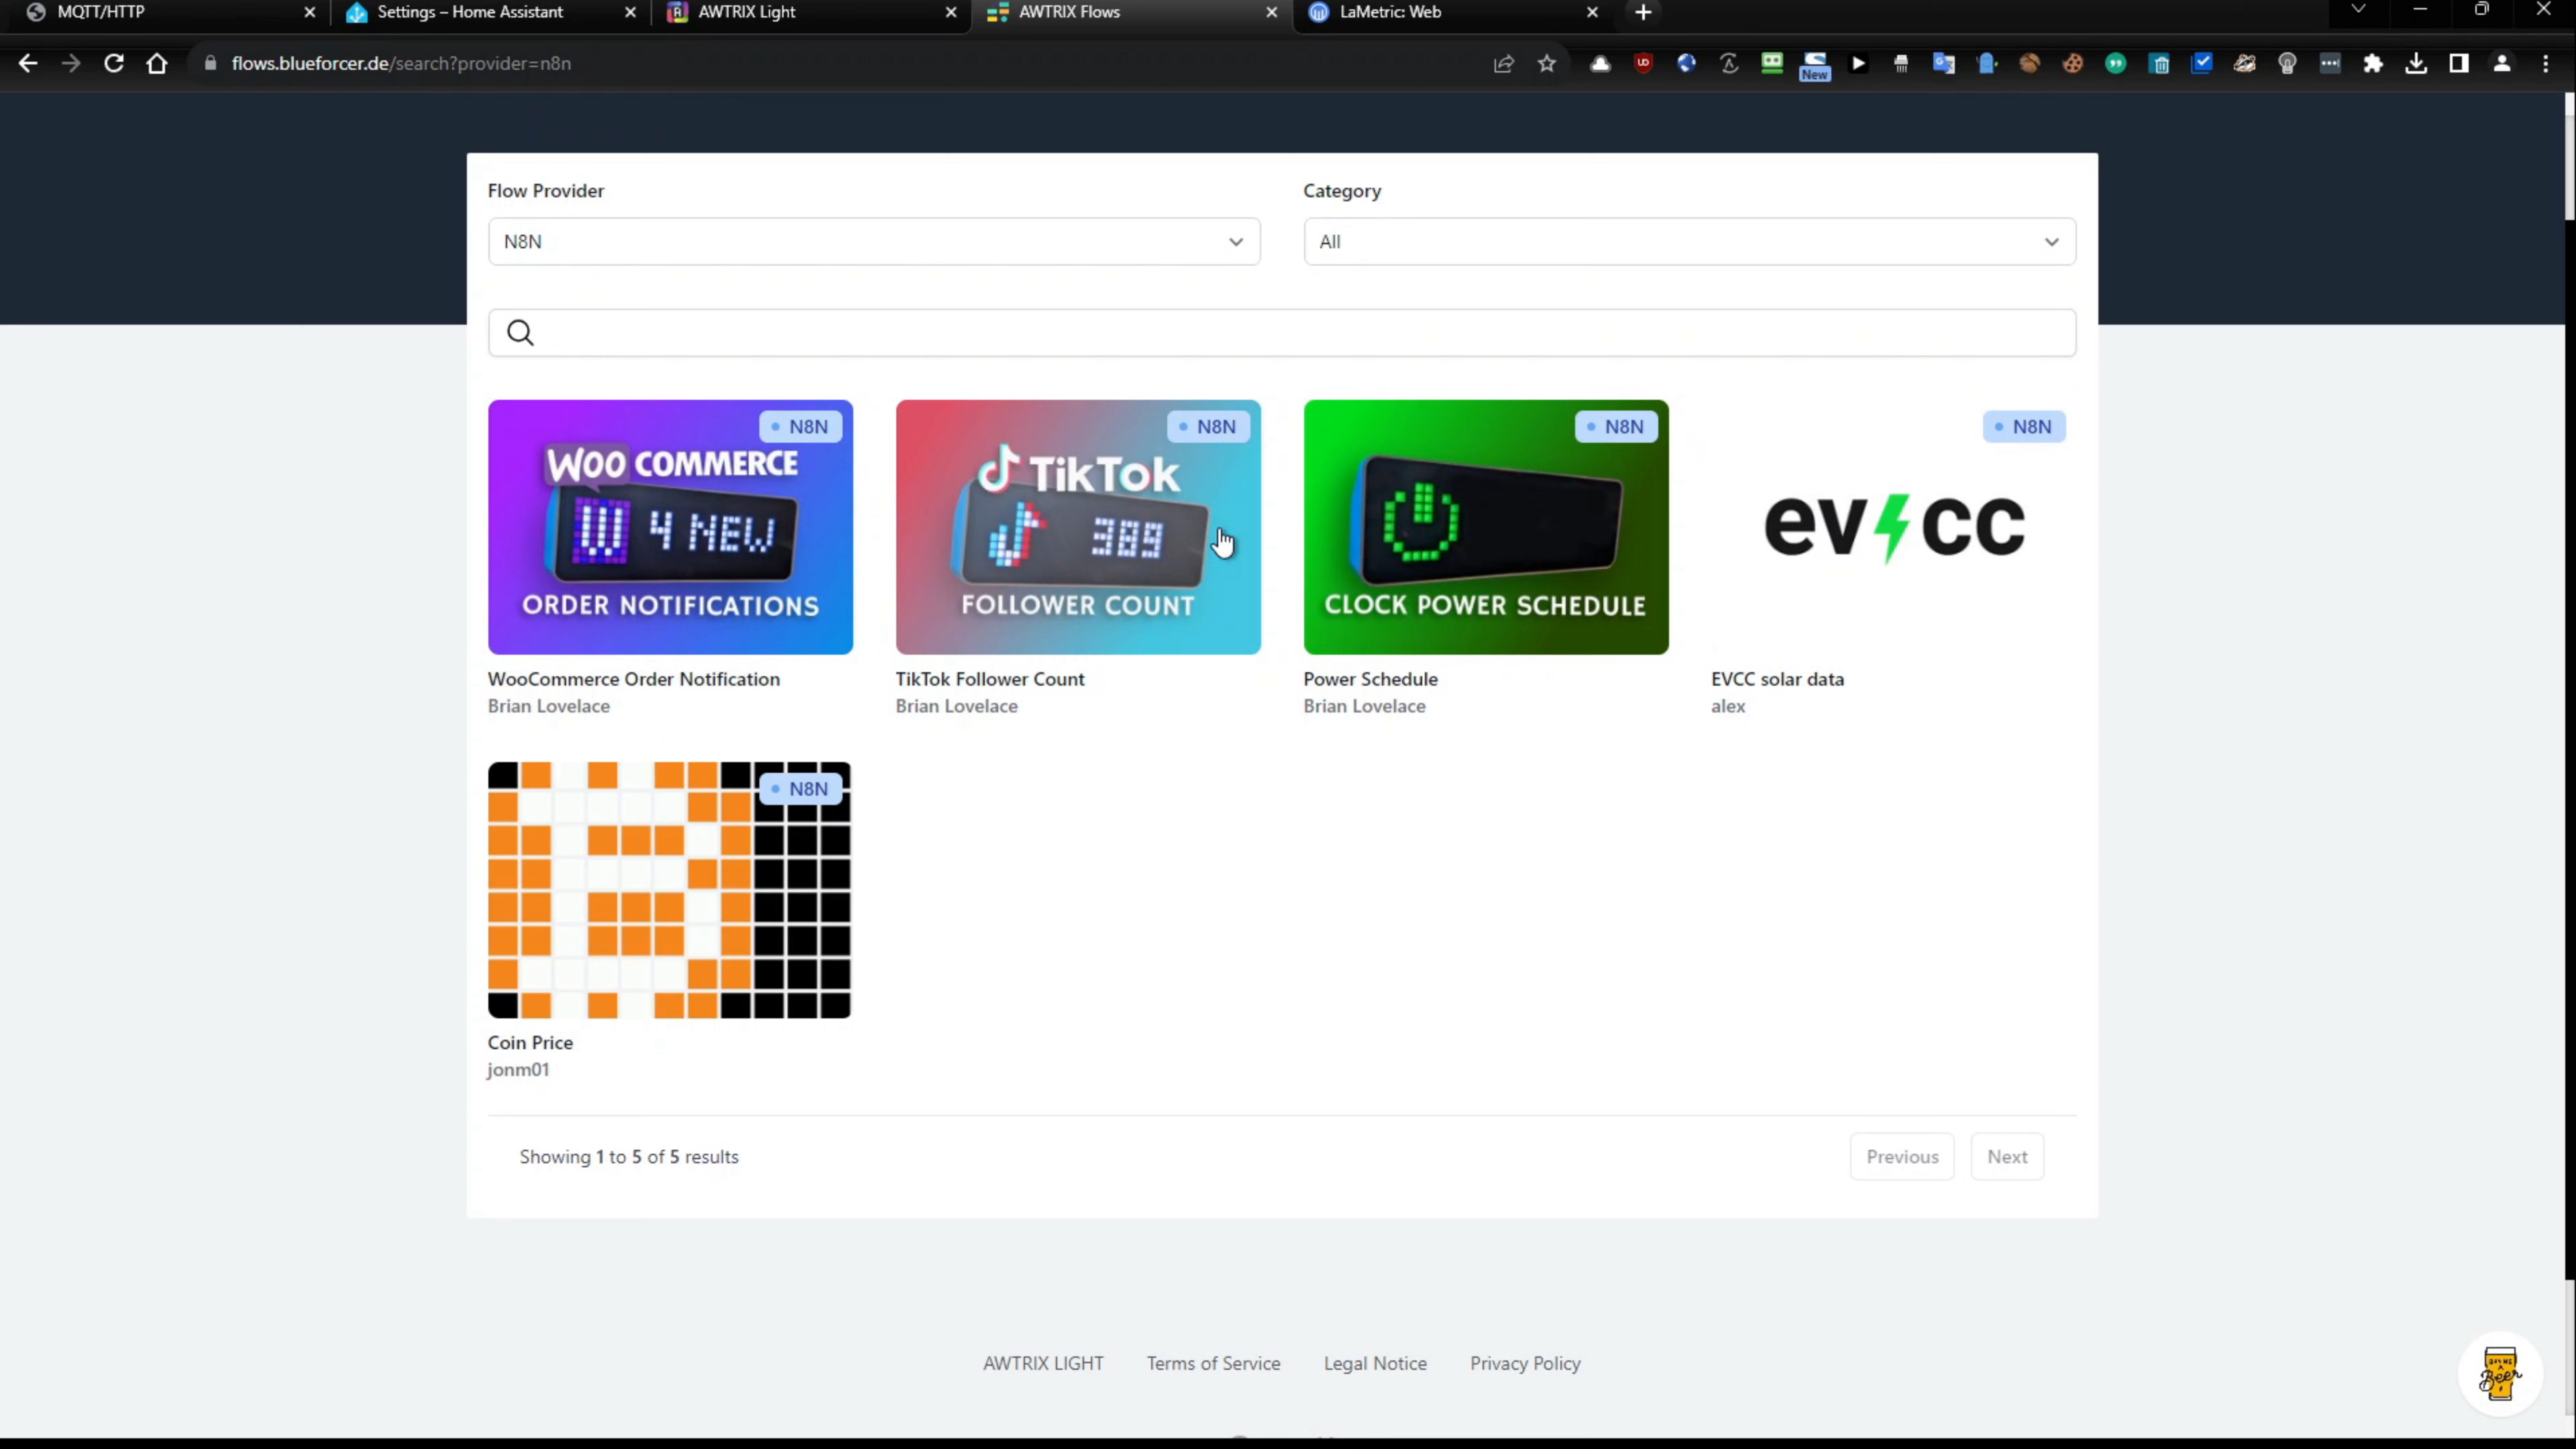 MQTT/HTTP
Settings – Home Assistant
AWTRIX Light
AWTRIX Flows
LaMetric: Web
flows.blueforcer.de/search?provider=n8n
New
Flow Provider
Category
N8N
All
N8N
WOO COMMERCE
W 4 NEW
ORDER NOTIFICATIONS
N8N
TikTok
389
FOLLOWER COUNT
N8N
CLOCK POWER SCHEDULE
N8N
evcc
WooCommerce Order Notification
Brian Lovelace
TikTok Follower Count
Brian Lovelace
Power Schedule
Brian Lovelace
EVCC solar data
alex
N8N
Coin Price
jonm01
Showing 1 to 5 of 5 results
Previous
Next
AWTRIX LIGHT
Terms of Service
Legal Notice
Privacy Policy
BUY ME
A
Beer